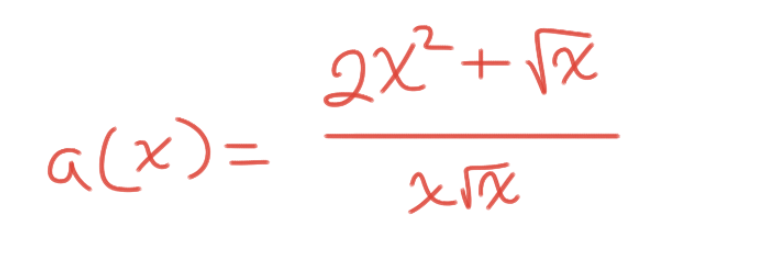 a(x) = (2x² + √x) / (x√x)